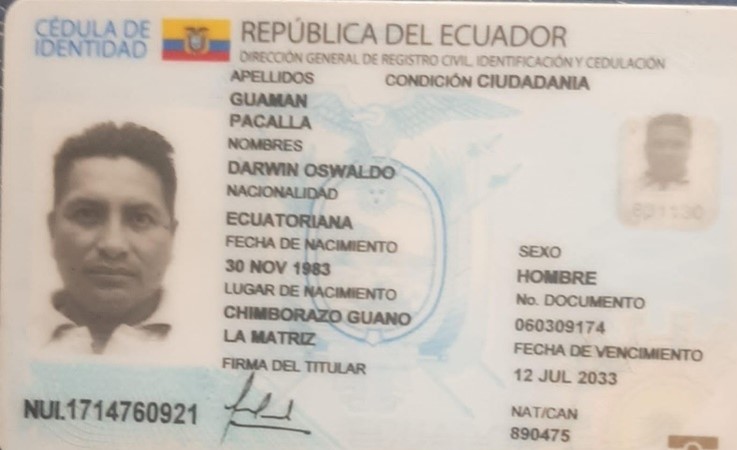 CÉDULA DE
IDENTIDAD
REPÚBLICA DEL ECUADOR
DIRECCIÓN GENERAL DE REGISTRO CIVIL, IDENTIFICACIÓN Y CEDULACIÓN
APELLIDOS
CONDICIÓN CIUDADANIA
GUAMAN
PACALLA
NOMBRES
DARWIN OSWALDO
NACIONALIDAD
ECUATORIANA
FECHA DE NACIMIENTO
30 NOV 1983
LUGAR DE NACIMIENTO
CHIMBORAZO GUANO
LA MATRIZ
FIRMA DEL TITULAR
SEXO
HOMBRE
No. DOCUMENTO
060309174
FECHA DE VENCIMIENTO
12 JUL 2033
NAT/CAN
890475
NUI.1714760921